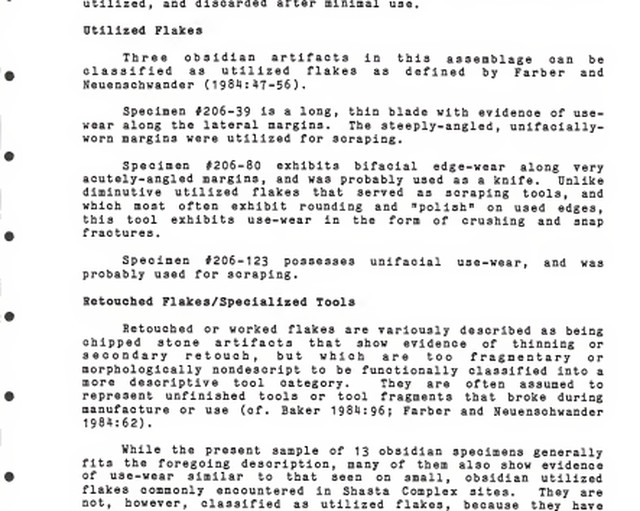 utilized, and discarded after minimal use.
Utilized Flakes
Three obsidian artifacts in this assemblage can be
classified as utilized flakes as defined by Farber and
Neuenschwander (1984:47-56).
Specimen #206-39 is a long, thin blade with evidence of use-
wear along the lateral margins. The steeply-angled, unifacially-
worn margins were utilized for scraping.
Specimen #206-80 exhibits bifacial edge-wear along very
acutely-angled margins, and was probably used as a knife. Unlike
diminutive utilized flakes that served as scraping tools, and
which most often exhibit rounding and "polish" on used edges,
this tool exhibits use-wear in the form of crushing and snap
fractures.
Specimen #206-123 possesses unifacial use-wear, and was
probably used for scraping.
Retouched Flakes/Specialized Tools
Retouched or worked flakes are variously described as being
chipped stone artifacts that show evidence of thinning or
secondary retouch, but which are too fragmentary or
morphologically nondescript to be functionally classified into a
more descriptive tool category. They are often assumed to
represent unfinished tools or tool fragments that broke during
manufacture or use (cf. Baker 1984:96; Farber and Neuenschwander
1984:62).
While the present sample of 13 obsidian specimens generally
fits the foregoing description, many of them also show evidence
of use-wear similar to that seen on small, obsidian utilized
flakes commonly encountered in Shasta Complex sites. They are
not, however, classified as utilized flakes, because they have